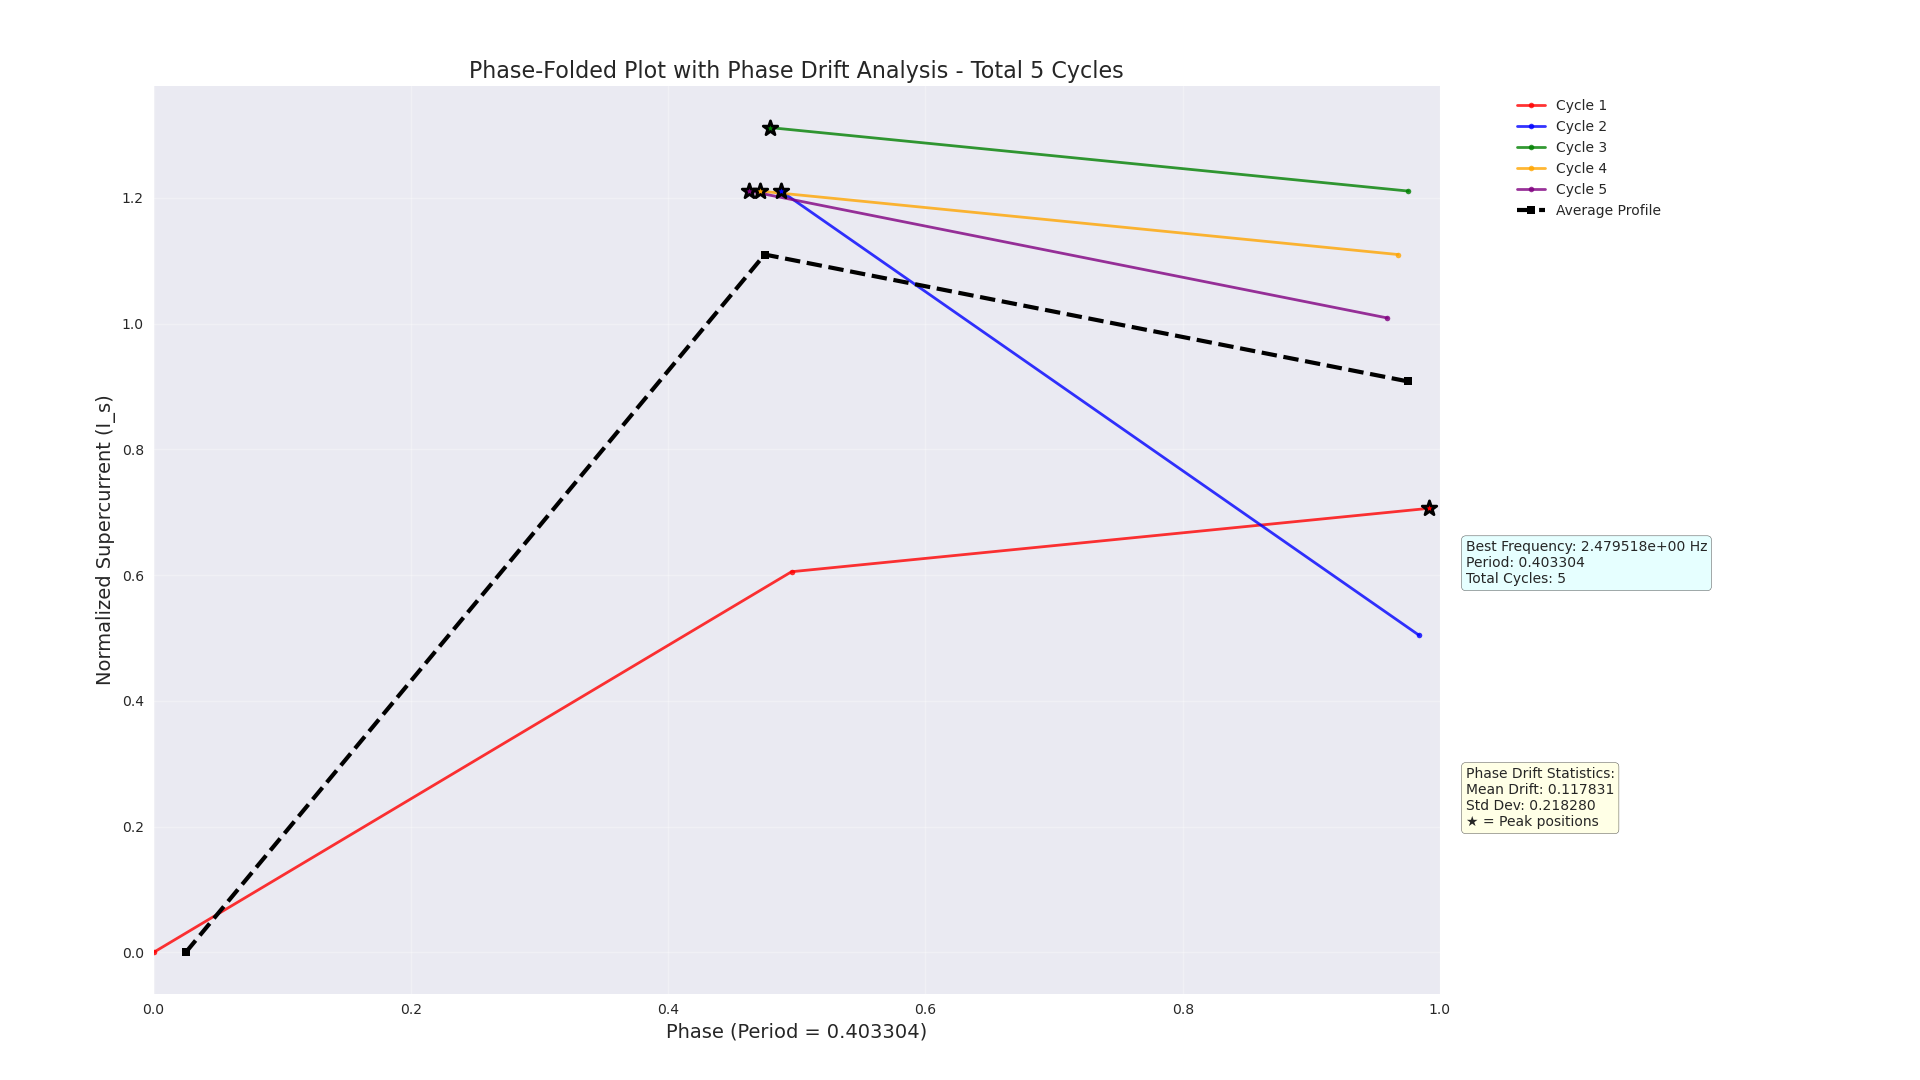 Phase-Folded Plot with Phase Drift Analysis - Total 5 Cycles
Normalized Supercurrent (I_s)
1.2
1.0
0.8
0.6
0.4
0.2
0.0
0.0 0.2 0.4 0.6 0.8 1.0
Phase (Period = 0.403304)
Cycle 1
Cycle 2
Cycle 3
Cycle 4
Cycle 5
Average Profile
Best Frequency: 2.479518e+00 Hz
Period: 0.403304
Total Cycles: 5
Phase Drift Statistics:
Mean Drift: 0.117831
Std Dev: 0.218280
★ = Peak positions